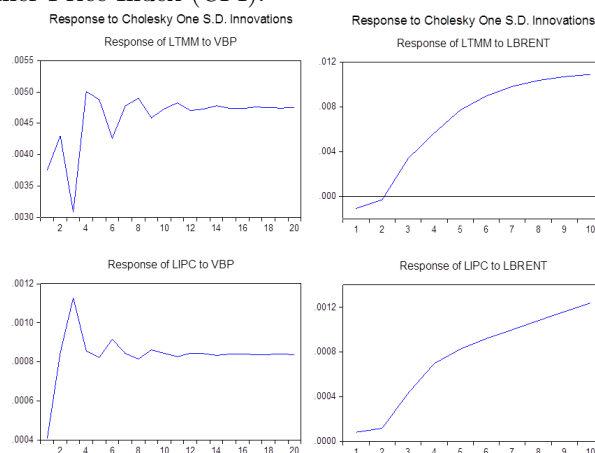 Price Index (CPI).
Response to Cholesky One S.D. Innovations
Response to Cholesky One S.D. Innovations
Response of LTMM to VBP
.0055
.0050
.0045
.0040
.0035
.0030
2 4 6 8 10 12 14 16 18 20
Response of LTMM to LBRENT
.012
.008
.004
.000
1 2 3 4 5 6 7 8 9 10
Response of LIPC to VBP
.0012
.0010
.0008
.0006
.0004
2 4 6 8 10 12 14 16 18 20
Response of LIPC to LBRENT
.0012
.0008
.0004
.0000
1 2 3 4 5 6 7 8 9 10